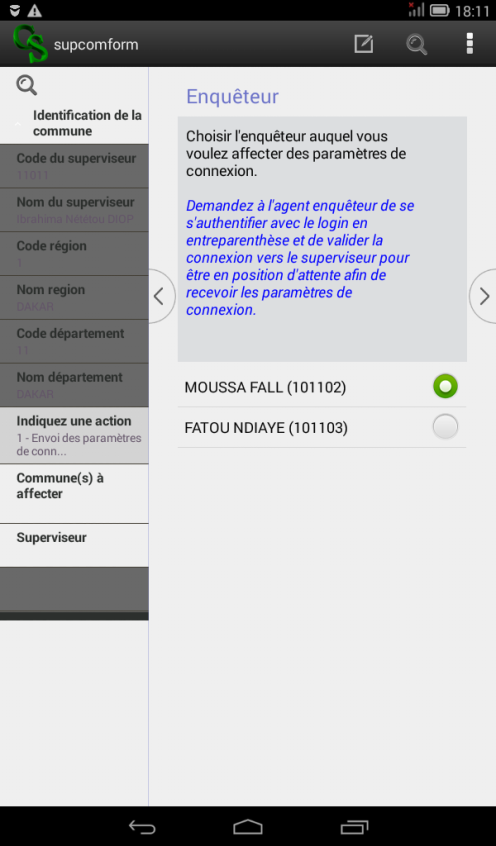 18:11
supcomform
Identification de la
commune
Code du superviseur
11011
Nom du superviseur
Ibrahima Nélétou DIOP
Code région
1
Nom region
DAKAR
Code département
11
Nom département
DAKAR
Indiquez une action
1 - Envoi des paramètres
de conn...
Commune(s) à
affecter
Superviseur
Enquêteur
Choisir l'enquêteur auquel vous
voulez affecter des paramètres de
connexion.
Demandez à l'agent enquêteur de se
s'authentifier avec le login en
entreparenthèse et de valider la
connexion vers le superviseur pour
être en position d'attente afin de
recevoir les paramètres de
connexion.
MOUSSA FALL (101102)
FATOU NDIAYE (101103)